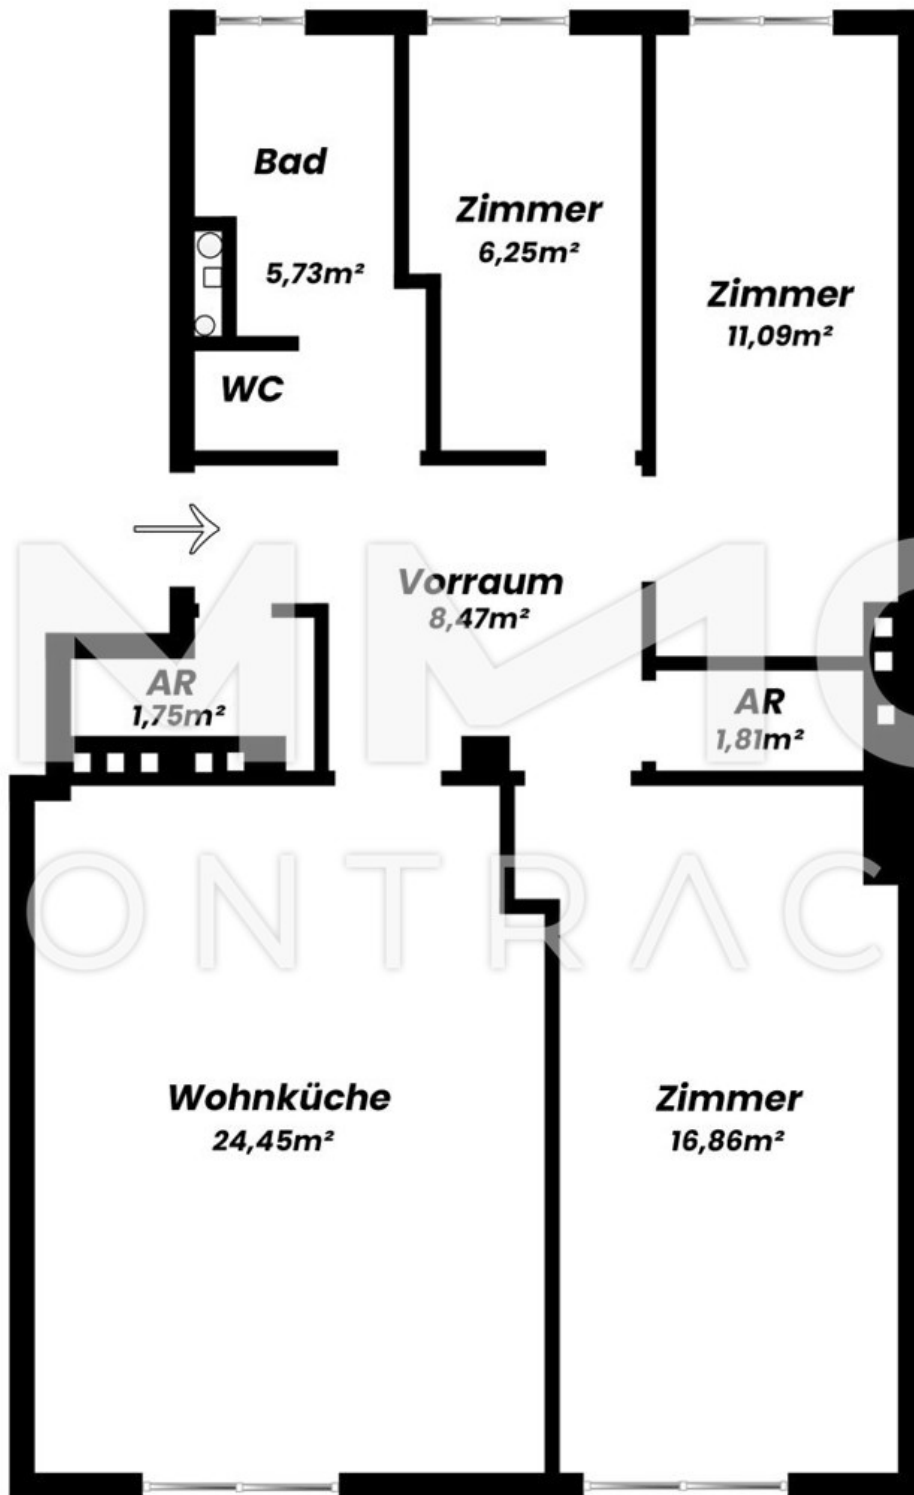 Bad
5,73m²
Zimmer
6,25m²
Zimmer
11,09m²
WC
Vorraum
8,47m²
AR
1,75m²
AR
1,81m²
ONTRAC
Wohnküche
24,45m²
Zimmer
16,86m²